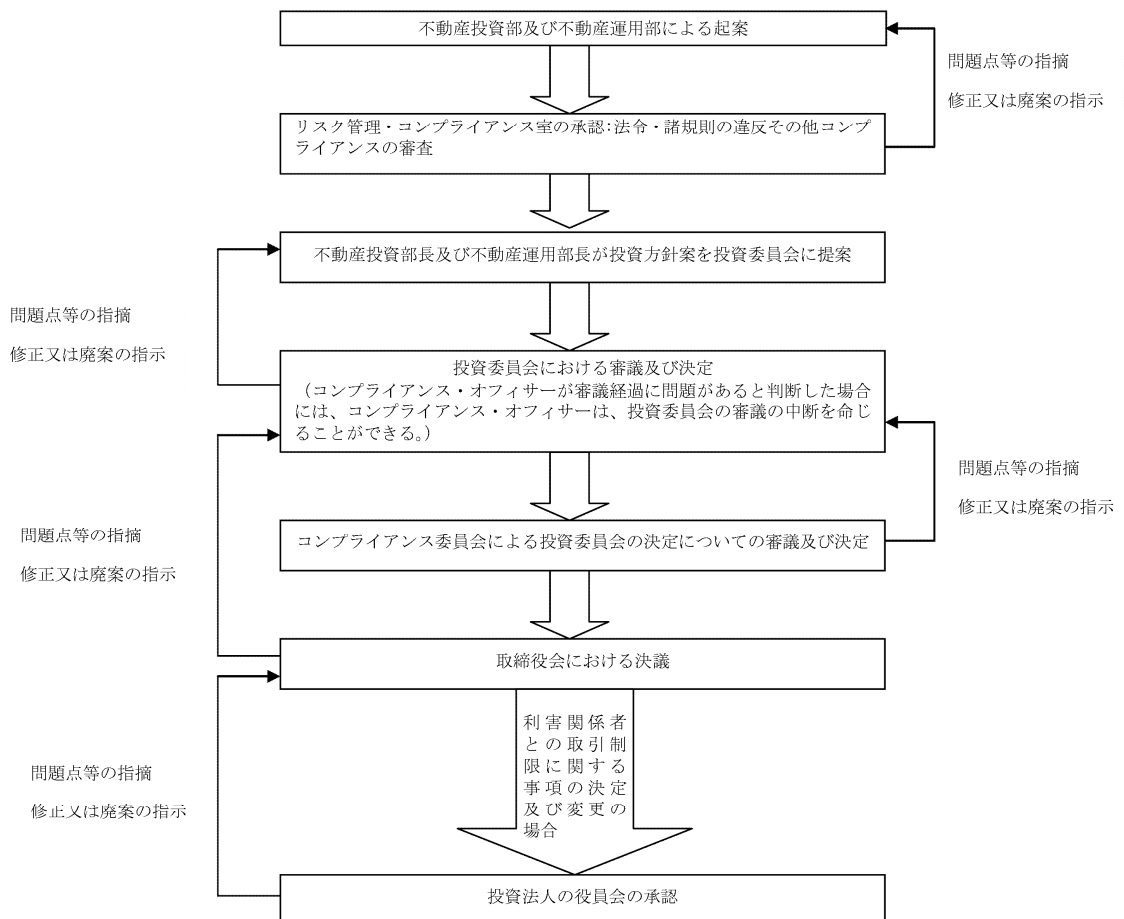 不動産投資部及び不動産運用部による起案
問題点等の指摘
修正又は廃案の指示
リスク管理・コンプライアンス室の承認：法令・諸規則の違反その他コンプ
ライアンスの審査
不動産投資部長及び不動産運用部長が投資方針案を投資委員会に提案
問題点等の指摘
修正又は廃案の指示
投資委員会における審議及び決定
（コンプライアンス・オフィサーが審議経過に問題があると判断した場合
には、コンプライアンス・オフィサーは、投資委員会の審議の中断を命じ
ることができる。）
問題点等の指摘
修正又は廃案の指示
コンプライアンス委員会による投資委員会の決定についての審議及び決定
問題点等の指摘
修正又は廃案の指示
取締役会における決議
利害関係者
との取引制
限に関する
事項の決定
及び変更の
場合
問題点等の指摘
修正又は廃案の指示
投資法人の役員会の承認